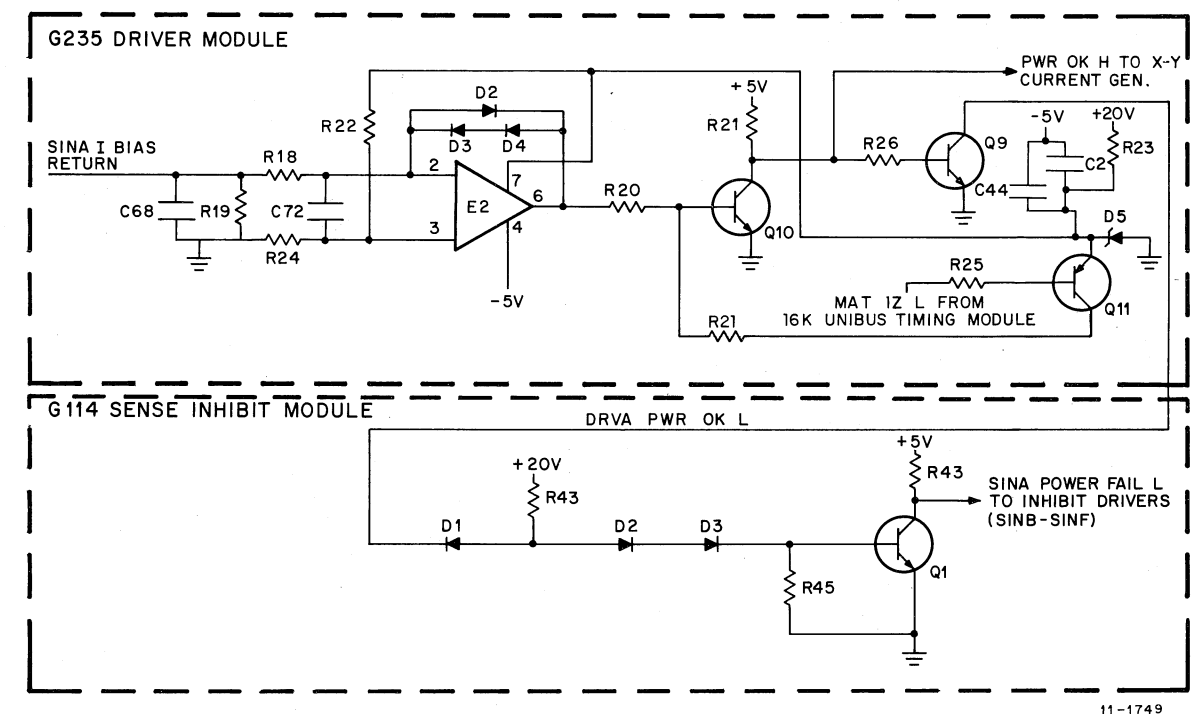 G235 DRIVER MODULE
PWR OK H TO X-Y
CURRENT GEN.
D2
+5V
-5V
+20V
R22
R21
Q9
D3
D4
R26
R23
SINA I BIAS
RETURN
R18
C2
2
7
C44
C68
R19
C72
E2
6
R20
D5
3
4
Q10
R24
R25
-5V
MAT 1Z L FROM
16K UNIBUS TIMING MODULE
Q11
R21
G114 SENSE INHIBIT MODULE
DRVA PWR OK L
+5V
+20V
R43
R43
SINA POWER FAIL L
TO INHIBIT DRIVERS
(SINB-SINF)
D1
D2
D3
Q1
R45
11-1749